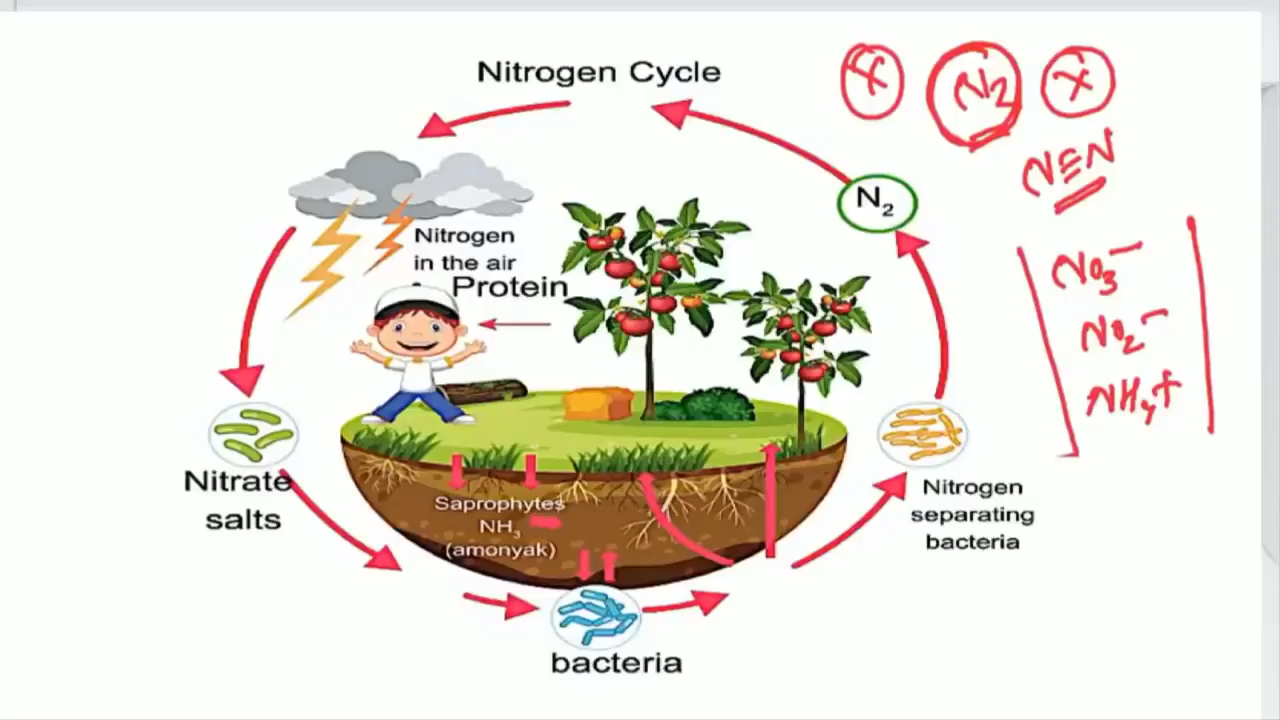 Nitrogen Cycle
X N2 X
N≡N
N2
Nitrogen
in the air
Protein
NO3-
NO2-
NH4+
Nitrate
salts
Saprophytes
NH3
(amonyak)
Nitrogen
separating
bacteria
bacteria